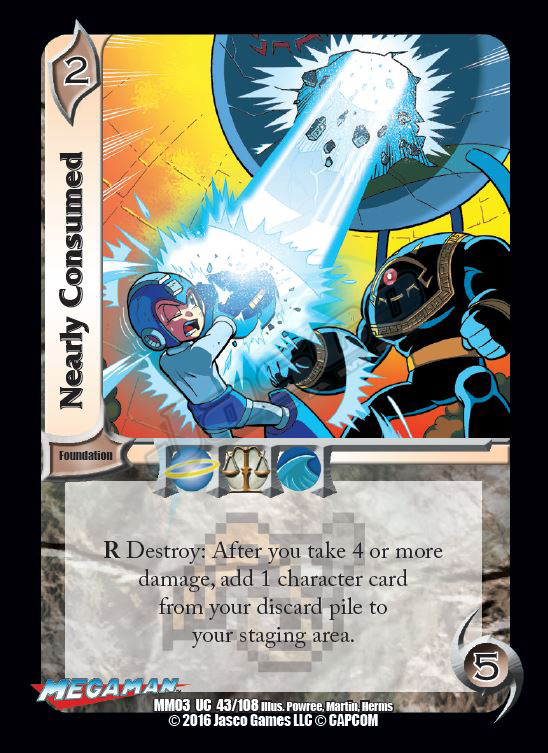 2
Nearly Consumed
Foundation
R Destroy: After you take 4 or more
damage, add 1 character card
from your discard pile to
your staging area.
5
MEGAMAN™
MM03 UC 43/108 Illus. Powree, Martin, Herms
© 2016 Jasco Games LLC © CAPCOM